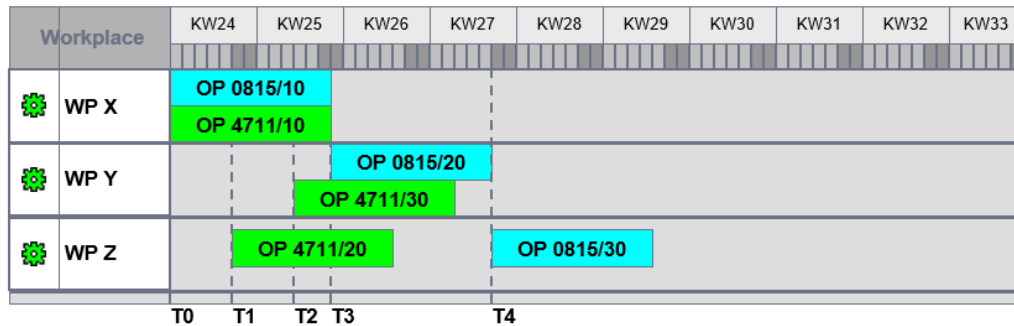 Workplace KW24 KW25 KW26 KW27 KW28 KW29 KW30 KW31 KW32 KW33
OP 0815/10
WP X
OP 4711/10
OP 0815/20
WP Y
OP 4711/30
WP Z OP 4711/20 OP 0815/30
T0 T1 T2 T3 T4